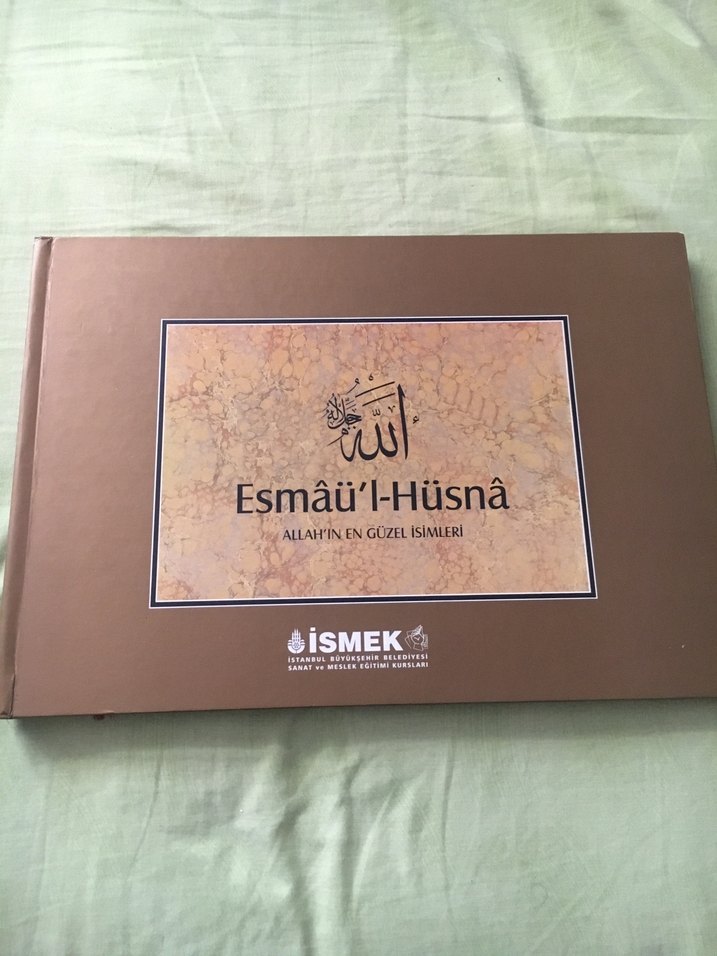 الله جل جلاله
Esmâü'l-Hüsnâ
ALLAH'IN EN GÜZEL İSİMLERİ
İSMEK
İSTANBUL BÜYÜKŞEHİR BELEDİYESİ
SANAT ve MESLEK EĞİTİMİ KURSLARI